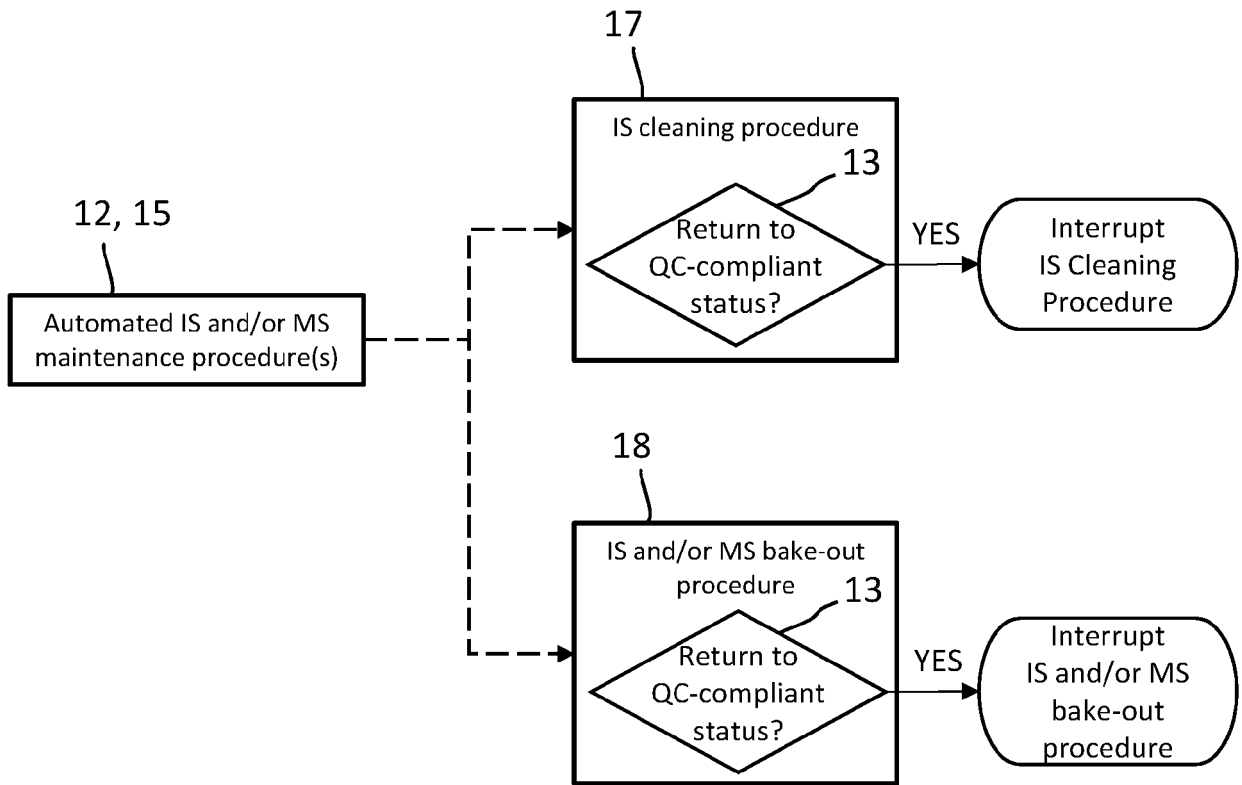 17
IS cleaning procedure
13
Return to
QC-compliant
status?
YES
Interrupt
IS Cleaning
Procedure
12, 15
Automated IS and/or MS
maintenance procedure(s)
18
IS and/or MS bake-out
procedure
13
Return to
QC-compliant
status?
YES
Interrupt
IS and/or MS
bake-out
procedure